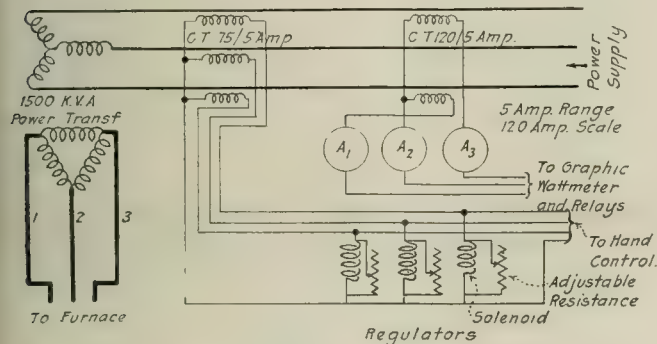 C T 75/5 Amp
C T 120/5 Amp.
Power
Supply
1500 K.V.A
Power Transf
5 Amp. Range
120 Amp. Scale
A1
A2
A3
To Graphic
Wattmeter
and Relays
1
2
3
To Hand
Control.
Adjustable
Resistance
Solenoid
To Furnace
Regulators